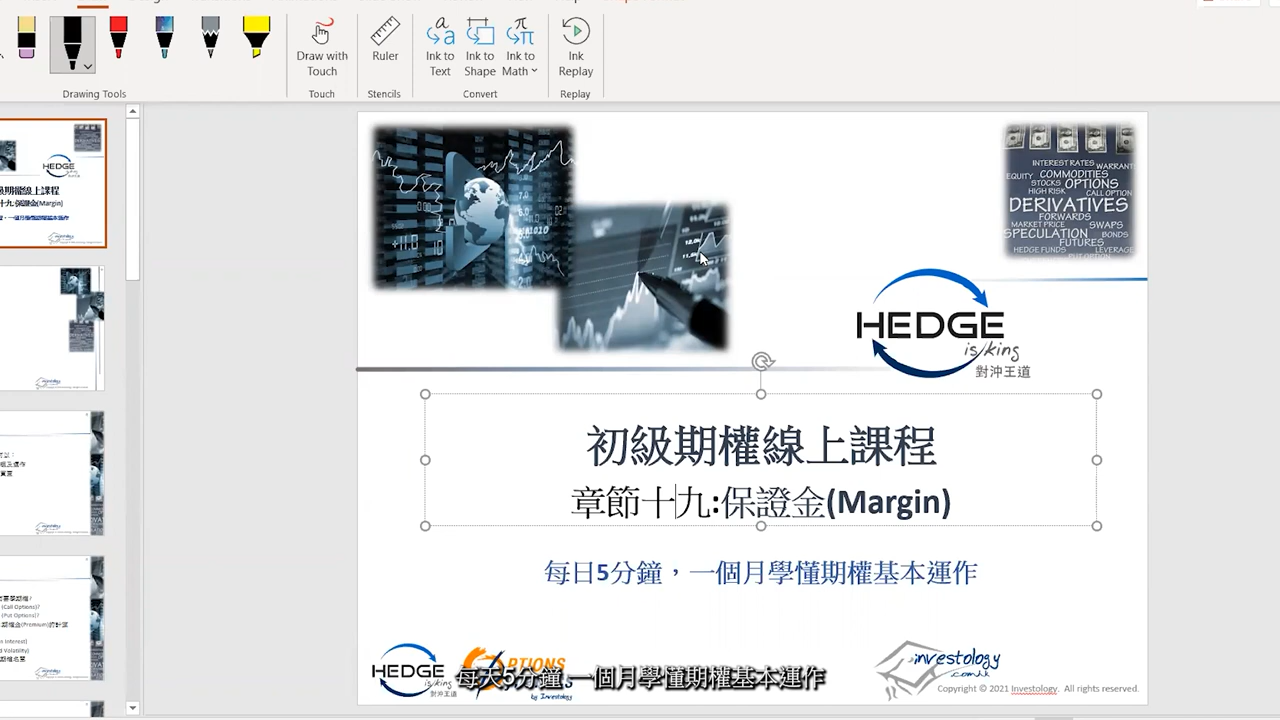 Draw with Touch
Ruler
Ink to Text
Ink to Shape
Ink to Math
Ink Replay
Drawing Tools
Touch
Stencils
Convert
Replay
INTEREST RATES WARRANT
EQUITY COMMODITIES
STOCKS OPTIONS
HIGH RISK CALL OPTION
DERIVATIVES
FORWARDS
MARKET PRICE SWAPS
SPECULATION BONDS
FUTURES
HEDGE FUNDS LEVERAGE
PUT OPTION
HEDGE
is king
對沖王道
初級期權線上課程
章節十九:保證金(Margin)
每日5分鐘，一個月學懂期權基本運作
HEDGE
is king
對沖王道
OPTIONS
by Investology
每天5分鐘,一個月學懂期權基本運作
investology
.com.hk
Copyright © 2021 Investology. All rights reserved.